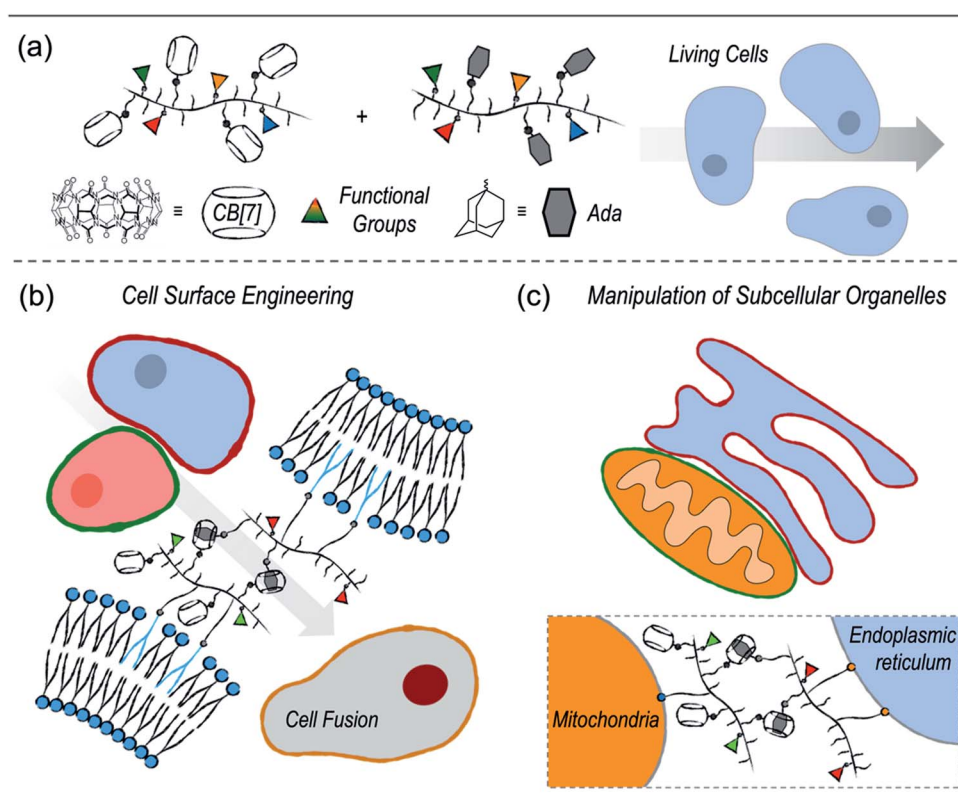 (a)
Living Cells
+
≡
CB[7]
Functional
Groups
≡
Ada
(b)
Cell Surface Engineering
Cell Fusion
(c)
Manipulation of Subcellular Organelles
Endoplasmic
reticulum
Mitochondria